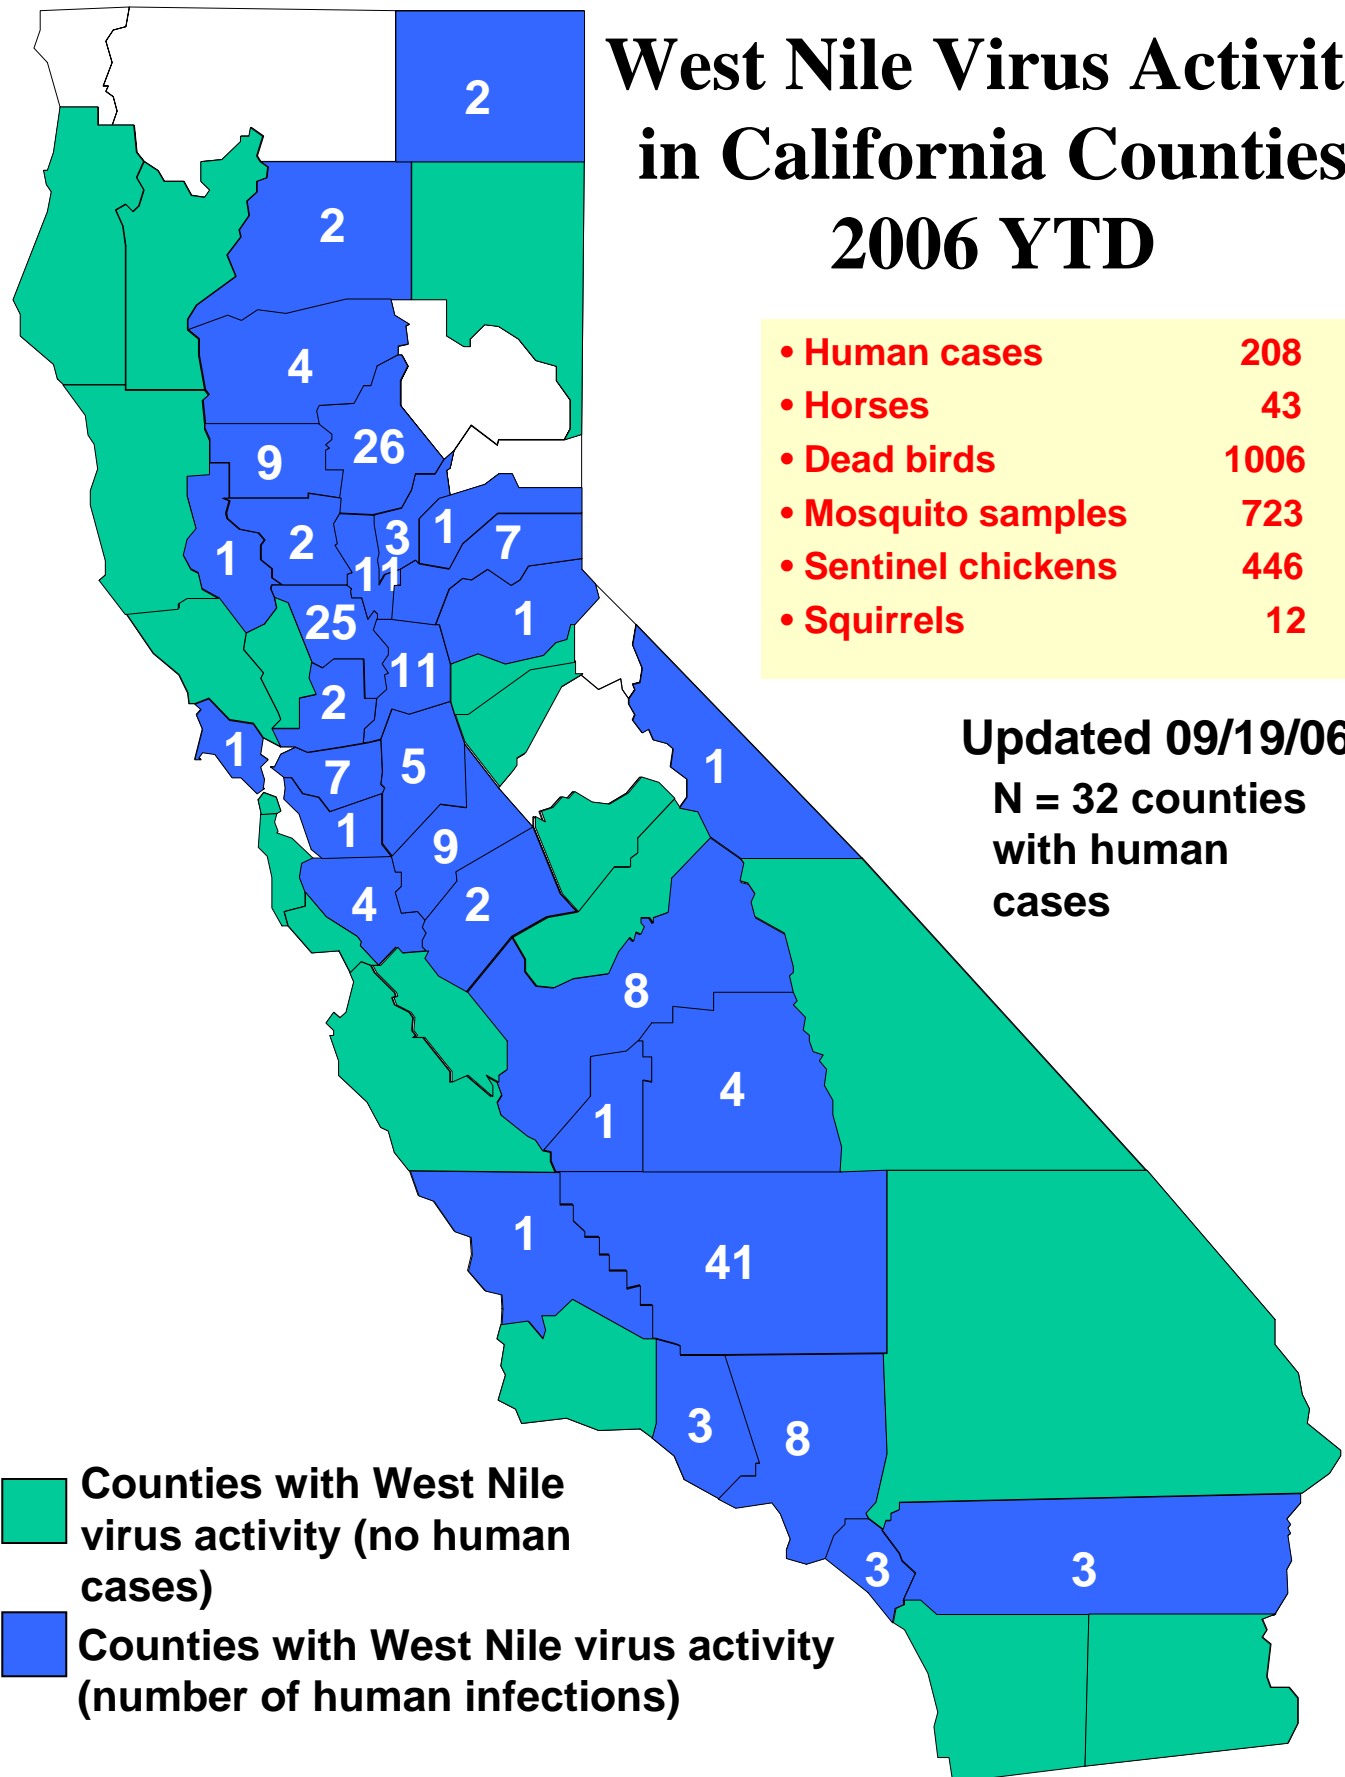 West Nile Virus Activit
in California Counties
2006 YTD
• Human cases 208
• Horses 43
• Dead birds 1006
• Mosquito samples 723
• Sentinel chickens 446
• Squirrels 12
Updated 09/19/06
N = 32 counties
with human
cases
2
2
4
9
26
1
2
3
1
7
11
25
1
11
2
1
7
5
1
1
9
4
2
8
1
4
1
41
3
8
3
3
Counties with West Nile
virus activity (no human
cases)
Counties with West Nile virus activity
(number of human infections)